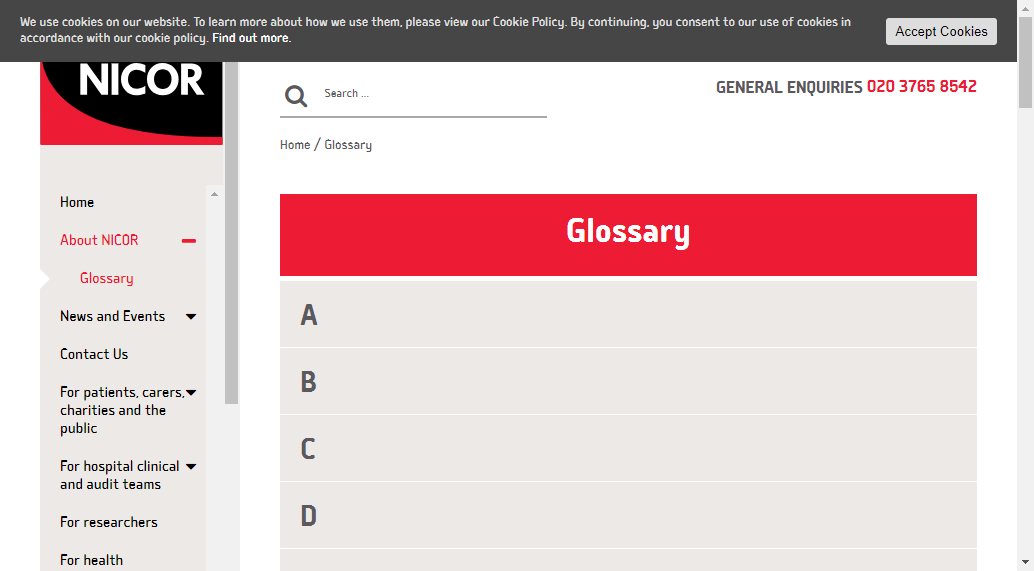 We use cookies on our website. To learn more about how we use them, please view our Cookie Policy. By continuing, you consent to our use of cookies in
accordance with our cookie policy. Find out more.
Accept Cookies
NICOR
Search ...
GENERAL ENQUIRIES 020 3765 8542
Home / Glossary
Home
About NICOR
Glossary
News and Events
Contact Us
For patients, carers,
charities and the
public
For hospital clinical
and audit teams
For researchers
For health
Glossary
A
B
C
D